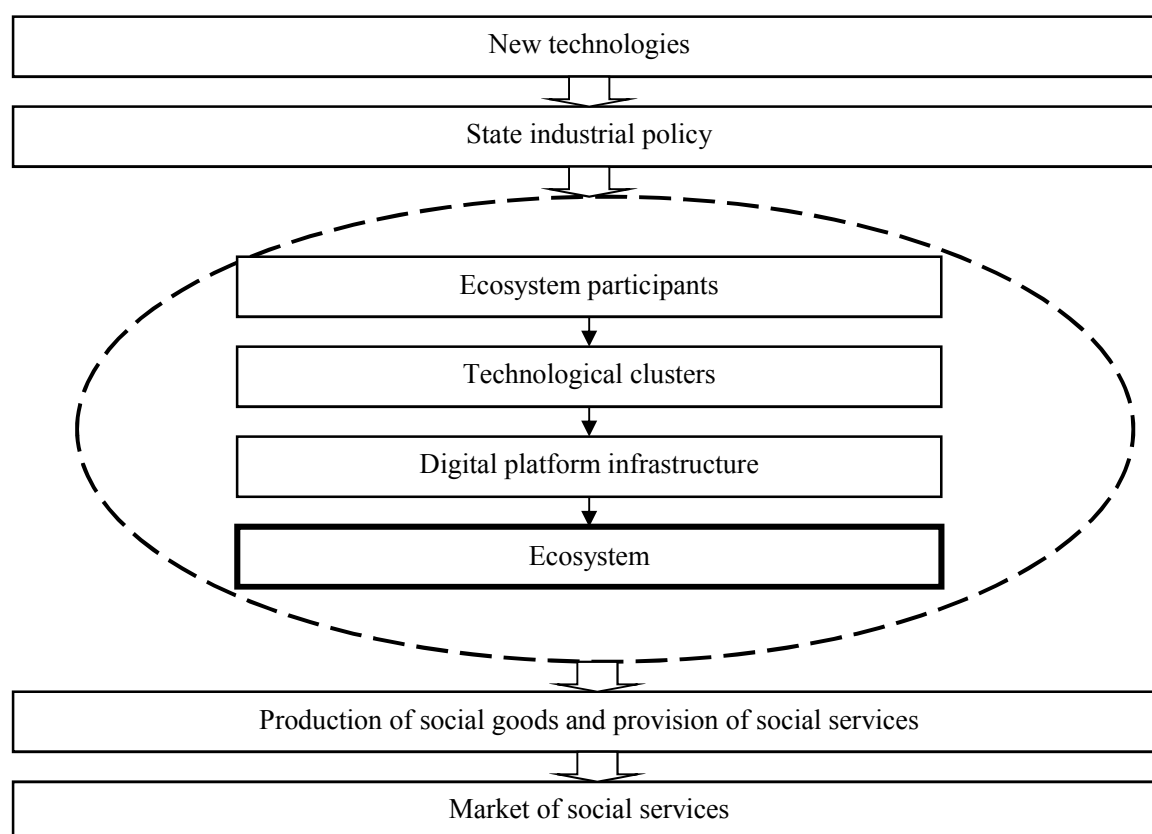 New technologies
State industrial policy
Ecosystem participants
Technological clusters
Digital platform infrastructure
Ecosystem
Production of social goods and provision of social services
Market of social services